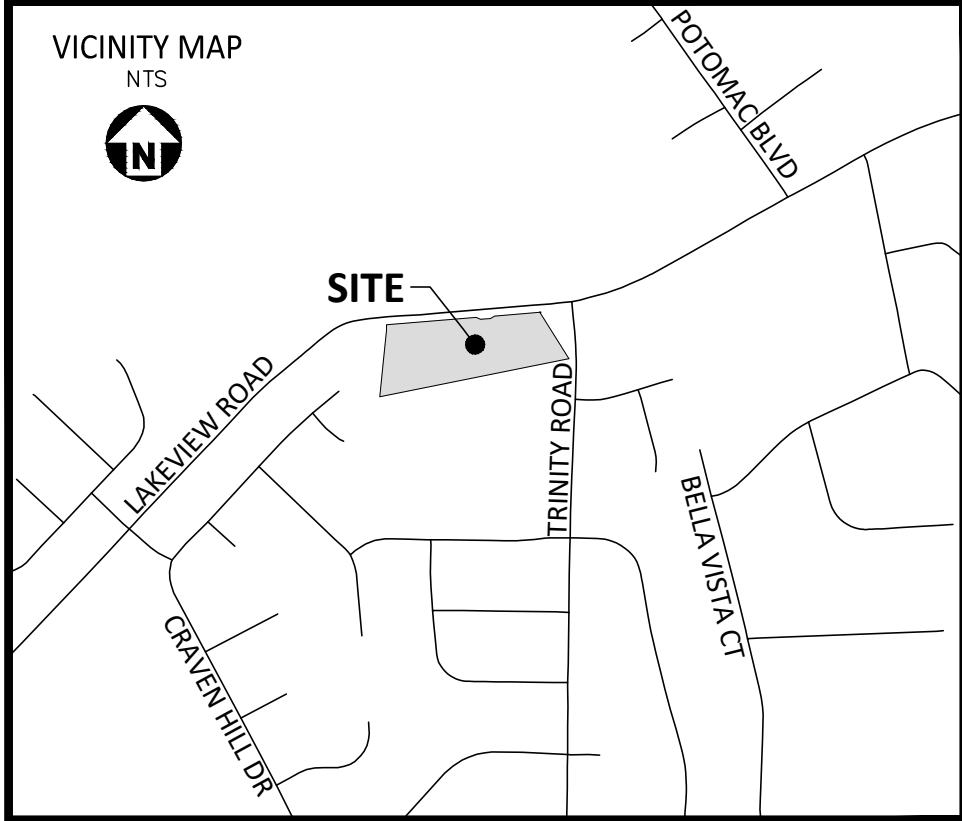 VICINITY MAP
NTS
N
POTOMAC BLVD
SITE
LAKEVIEW ROAD
TRINITY ROAD
BELLA VISTA CT
CRAVEN HILL DR